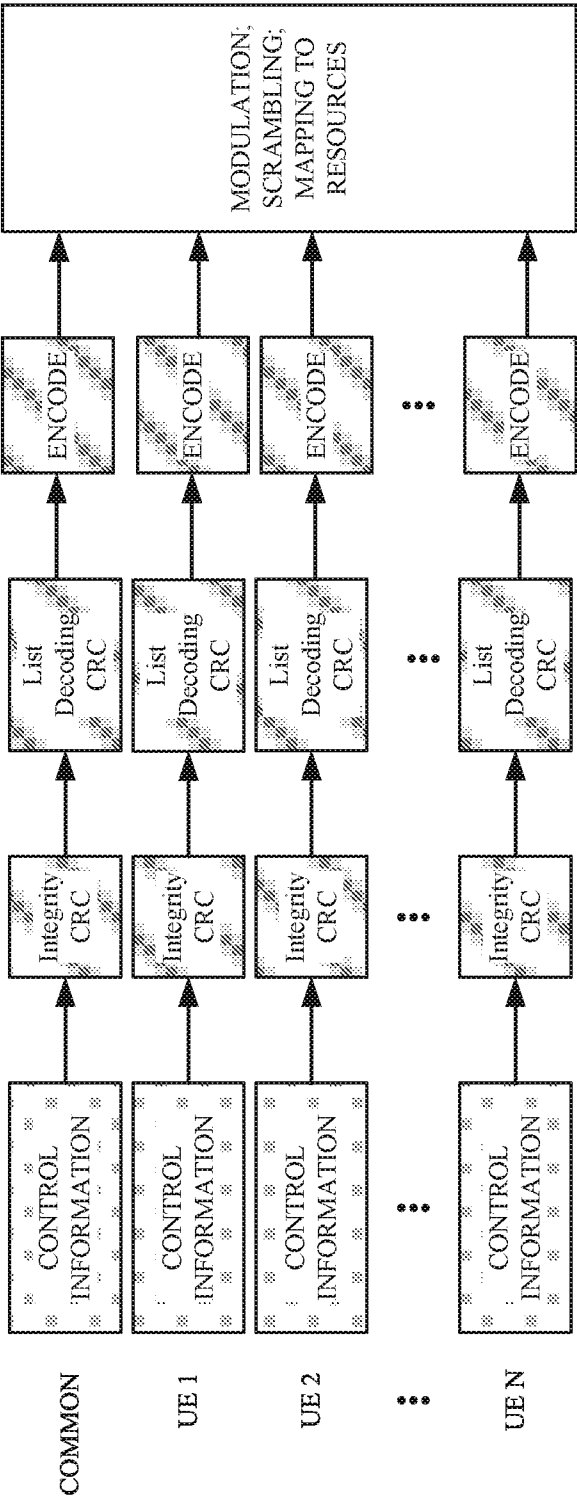 COMMON
CONTROL
INFORMATION
Integrity
CRC
List
Decoding
CRC
ENCODE
UE 1
CONTROL
INFORMATION
Integrity
CRC
List
Decoding
CRC
ENCODE
UE 2
CONTROL
INFORMATION
Integrity
CRC
List
Decoding
CRC
ENCODE
UE N
CONTROL
INFORMATION
Integrity
CRC
List
Decoding
CRC
ENCODE
MODULATION;
SCRAMBLING;
MAPPING TO
RESOURCES